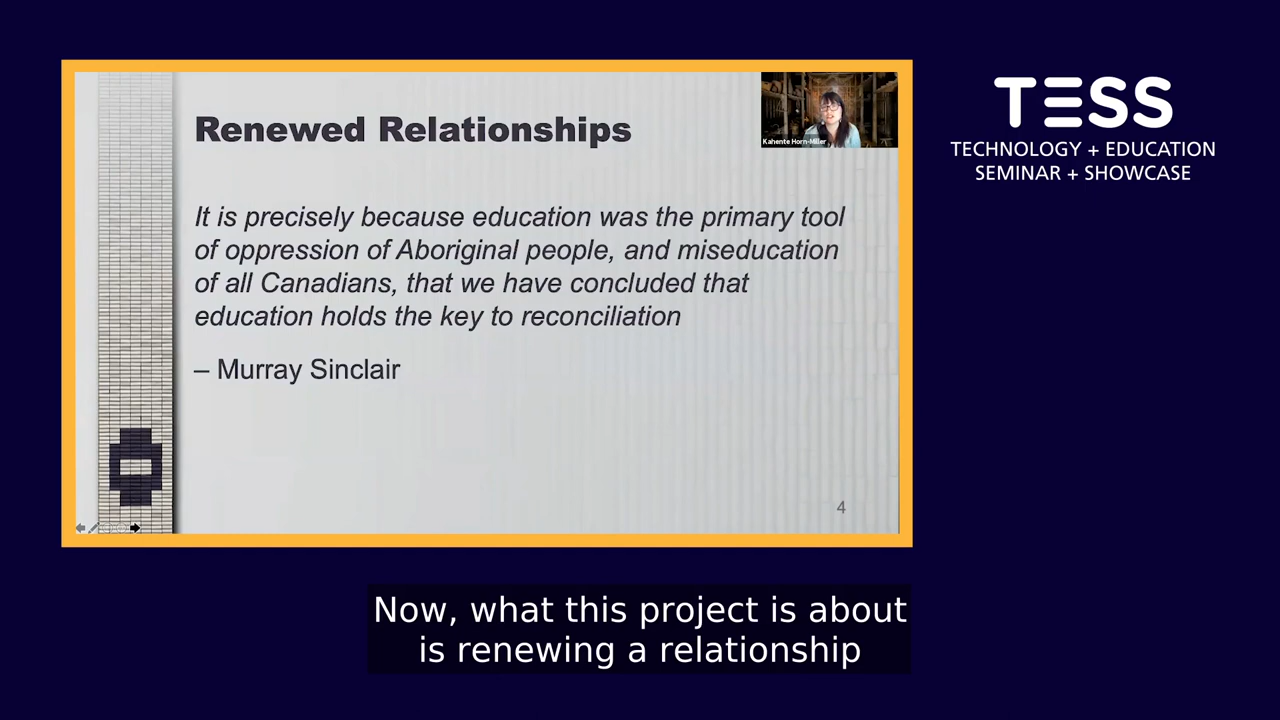 Renewed Relationships
Kahente Horn-Miller
It is precisely because education was the primary tool
of oppression of Aboriginal people, and miseducation
of all Canadians, that we have concluded that
education holds the key to reconciliation
– Murray Sinclair
4
TESS
TECHNOLOGY + EDUCATION
SEMINAR + SHOWCASE
Now, what this project is about
is renewing a relationship